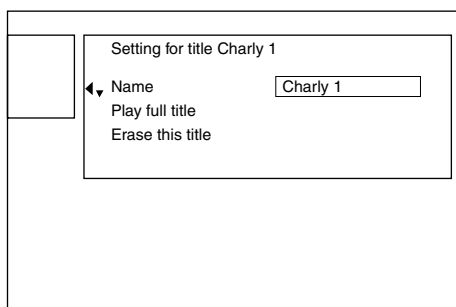 Setting for title Charly 1
Name Charly 1
Play full title
Erase this title